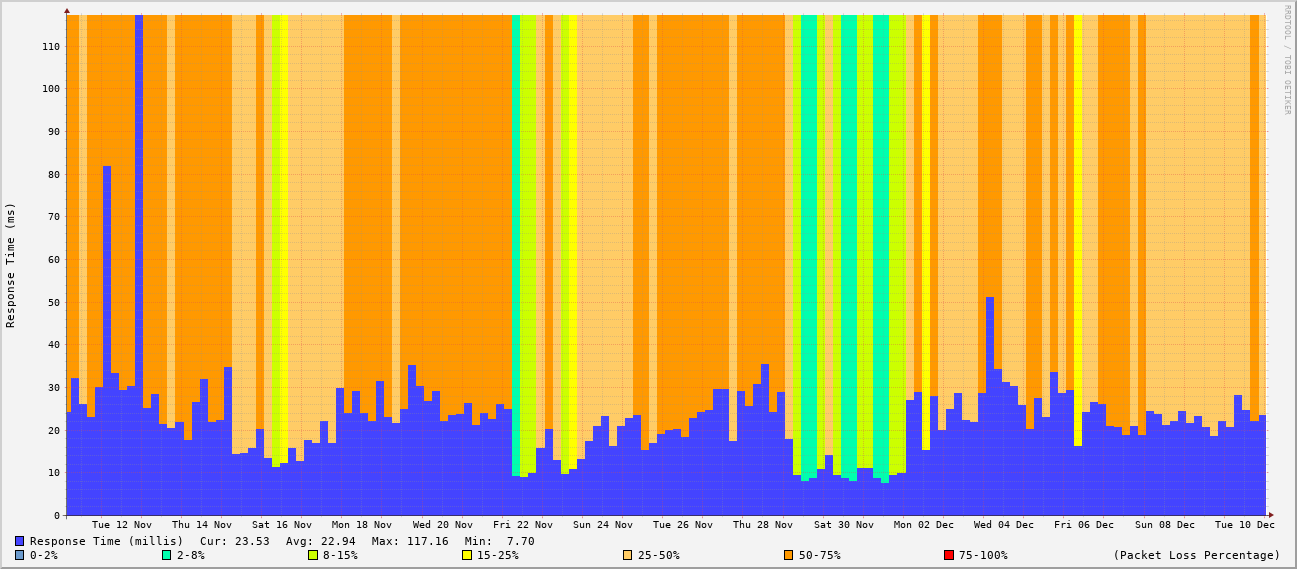 RRDTOOL / TOBI OETIKER
Response Time (ms)
110
100
90
80
70
60
50
40
30
20
10
0
Tue 12 Nov Thu 14 Nov Sat 16 Nov Mon 18 Nov Wed 20 Nov Fri 22 Nov Sun 24 Nov Tue 26 Nov Thu 28 Nov Sat 30 Nov Mon 02 Dec Wed 04 Dec Fri 06 Dec Sun 08 Dec Tue 10 Dec
Response Time (millis) Cur: 23.53 Avg: 22.94 Max: 117.16 Min: 7.70
0-2% 2-8% 8-15% 15-25% 25-50% 50-75% 75-100% (Packet Loss Percentage)